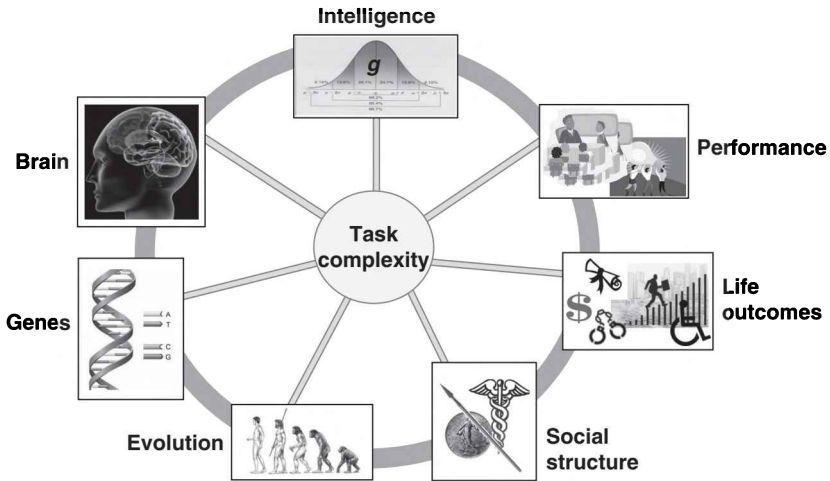 Intelligence
g
Brain
Performance
Task
complexity
Genes
A
T
C
G
Life
outcomes
$
Evolution
Social
structure